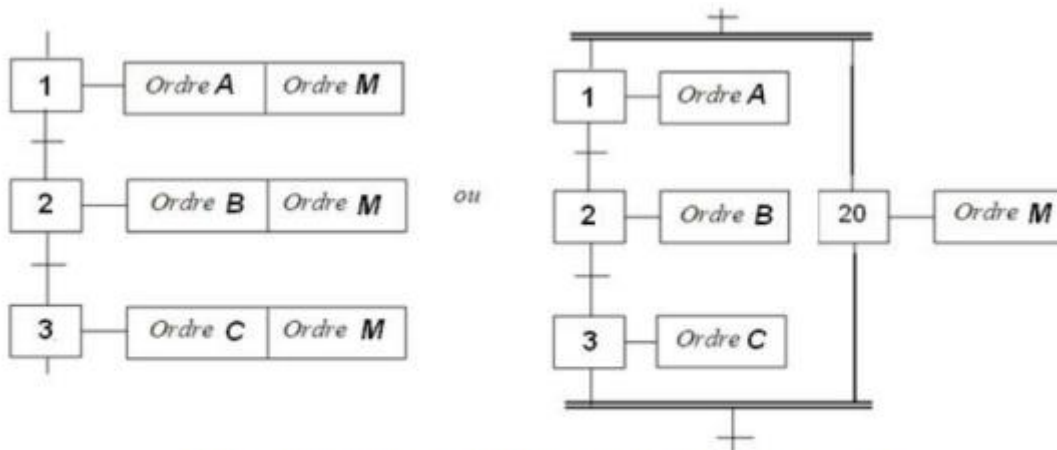 1 Ordre A Ordre M
2 Ordre B Ordre M
3 Ordre C Ordre M
ou
1 Ordre A
2 Ordre B 20 Ordre M
3 Ordre C